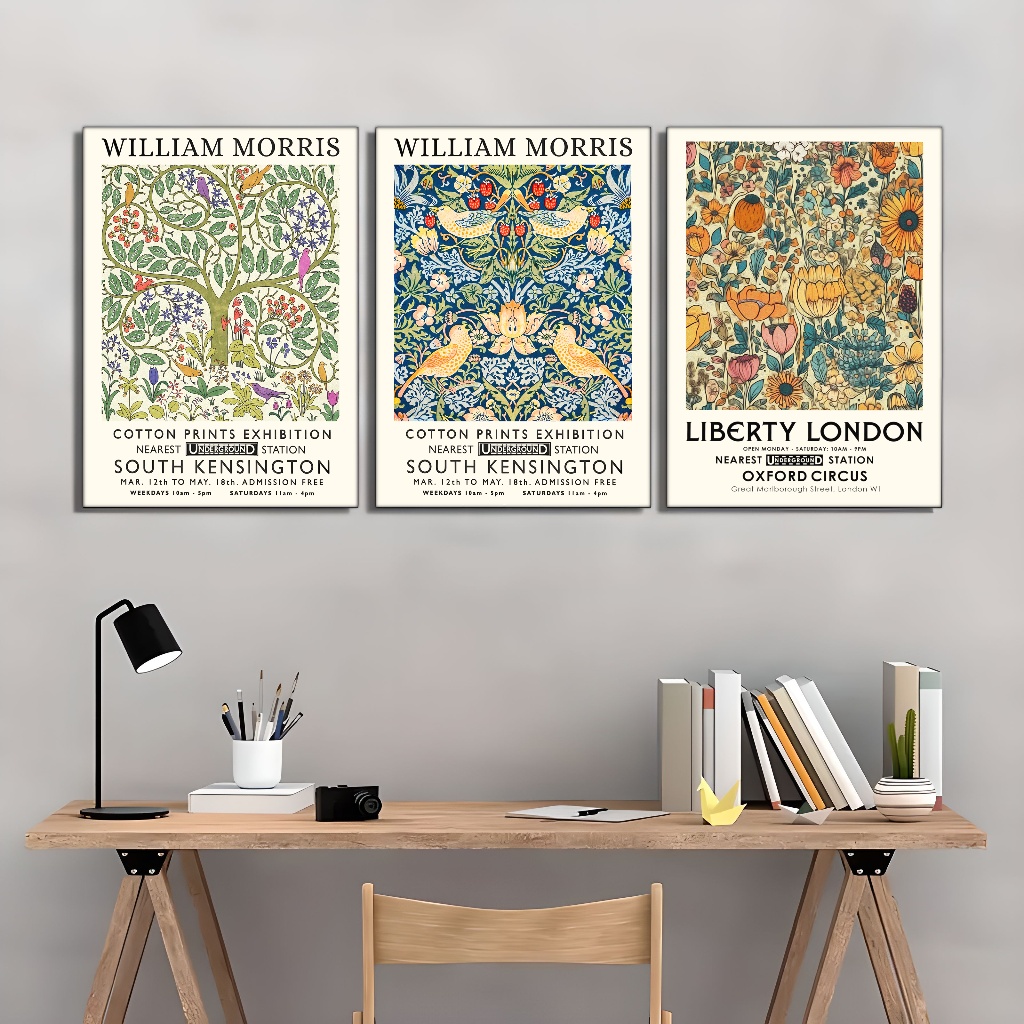 WILLIAM MORRIS
COTTON PRINTS EXHIBITION
NEAREST UNDERGROUND STATION
SOUTH KENSINGTON
MAR. 12th TO MAY. 18th. ADMISSION FREE
WEEKDAYS 10am - 5pm SATURDAYS 11am - 4pm
WILLIAM MORRIS
COTTON PRINTS EXHIBITION
NEAREST UNDERGROUND STATION
SOUTH KENSINGTON
MAR. 12th TO MAY. 18th. ADMISSION FREE
WEEKDAYS 10am - 5pm SATURDAYS 11am - 4pm
LIBERTY LONDON
OPEN MONDAY - SATURDAY: 10AM - 9PM
NEAREST UNDERGROUND STATION
OXFORD CIRCUS
Great Marlborough Street, London W1